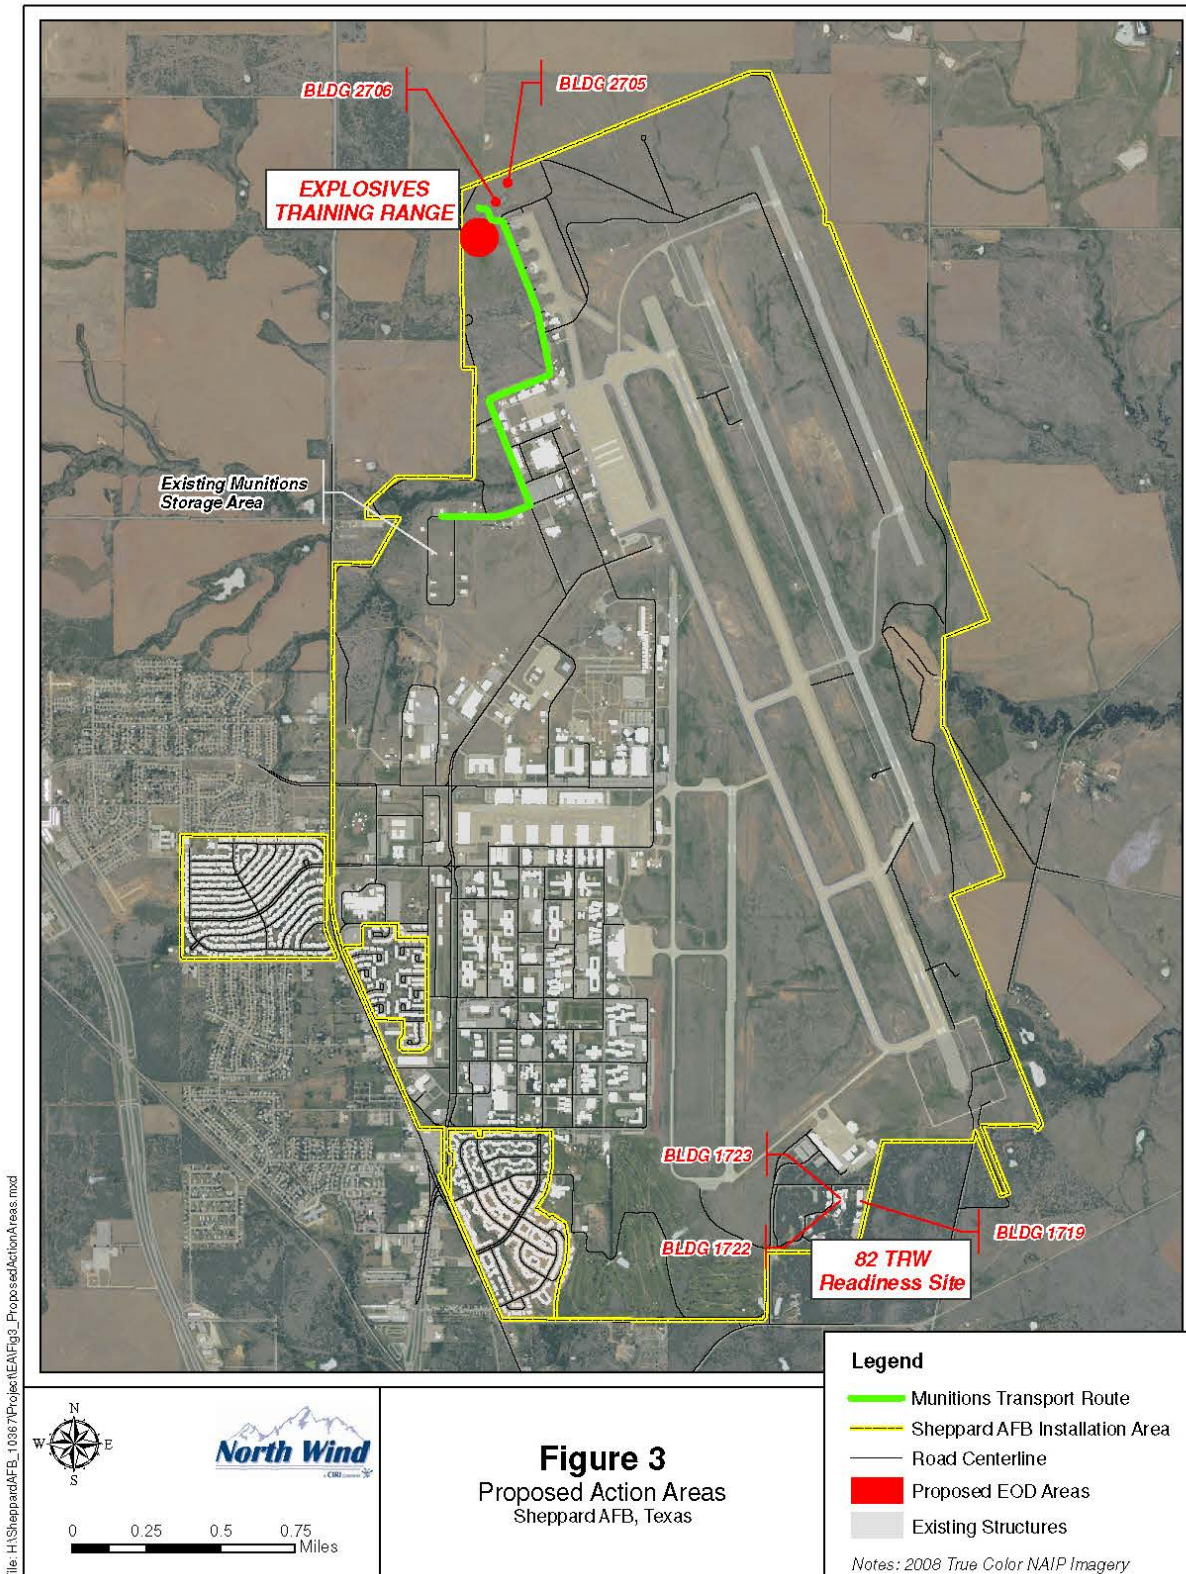 BLDG 2706
BLDG 2705
EXPLOSIVES
TRAINING RANGE
Existing Munitions
Storage Area
BLDG 1723
BLDG 1722
BLDG 1719
82 TRW
Readiness Site
Legend
Munitions Transport Route
Sheppard AFB Installation Area
Road Centerline
Proposed EOD Areas
Existing Structures
Notes: 2008 True Color NAIP Imagery
N
W E
S
North Wind
0 0.25 0.5 0.75
Miles
Figure 3
Proposed Action Areas
Sheppard AFB, Texas
File: H:\SheppardAFB_10367\Project\EA\Fig3_ProposedActionAreas.mxd